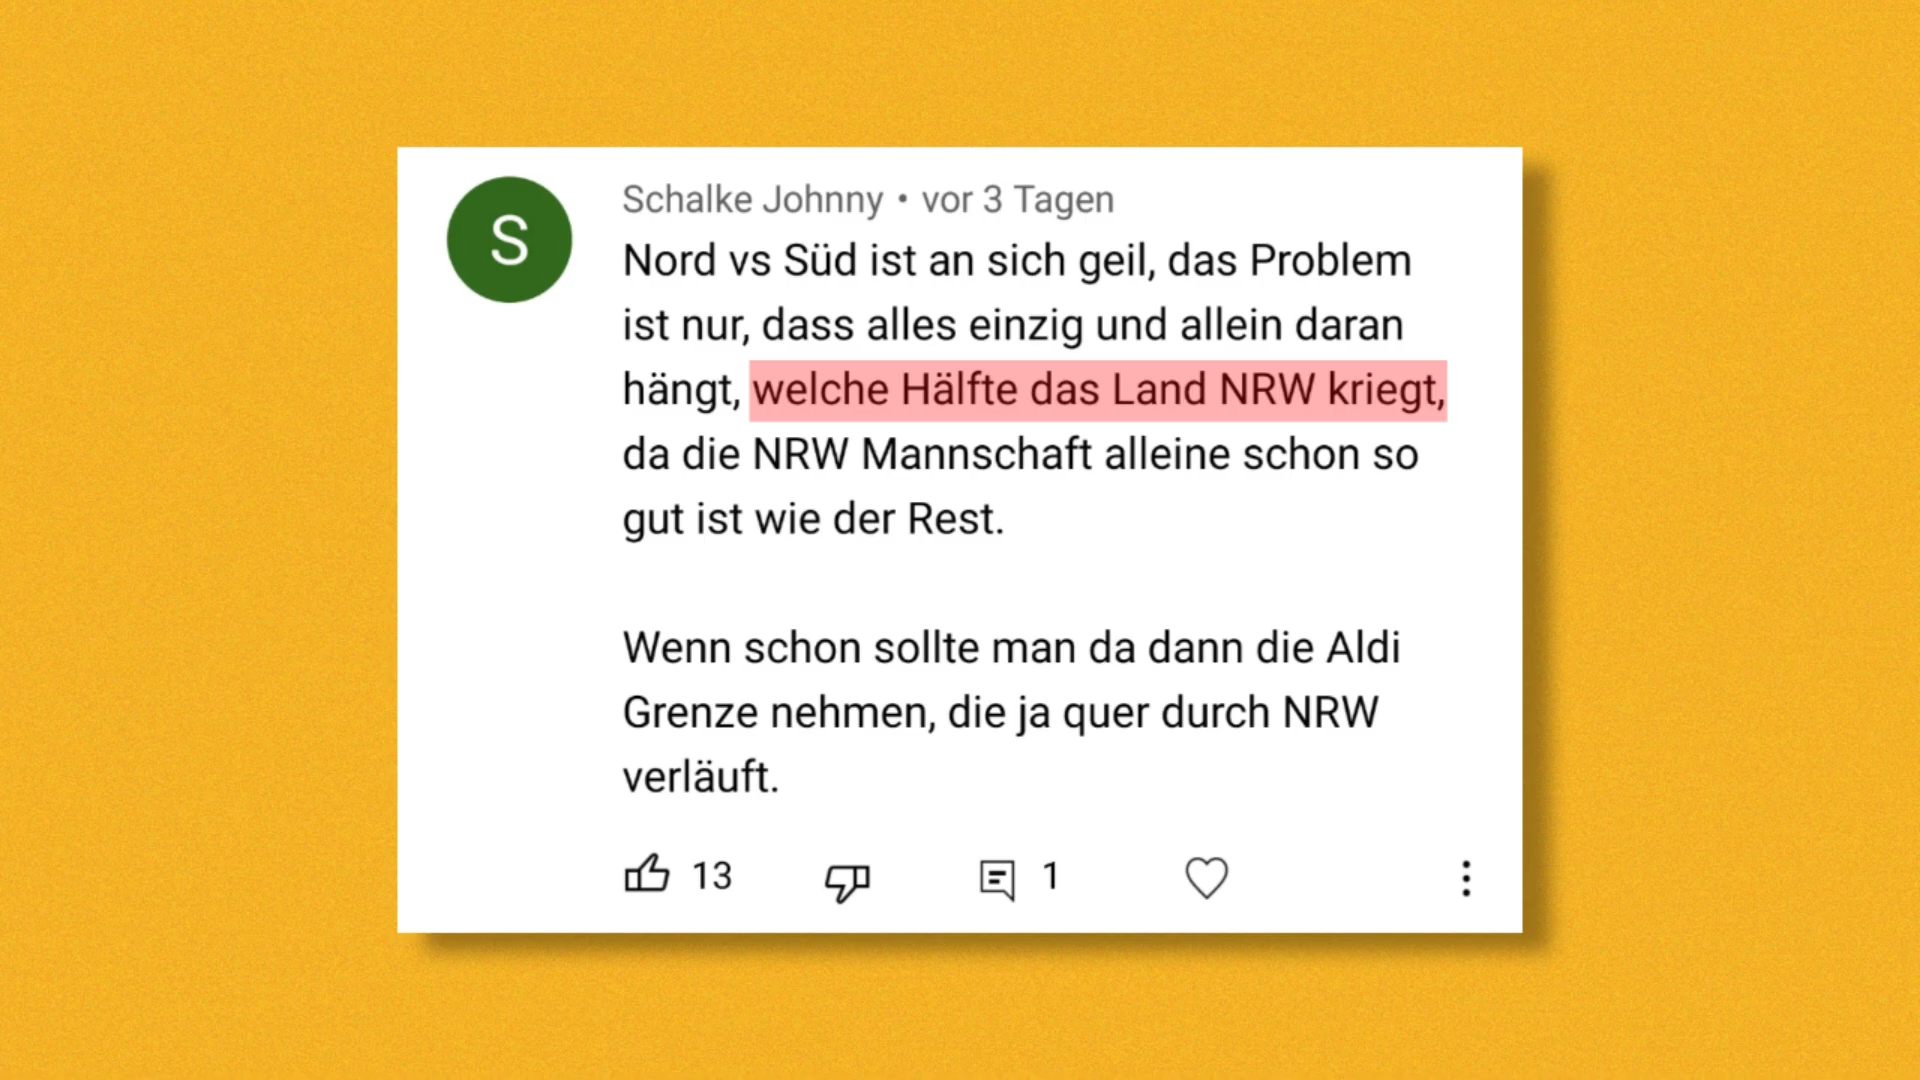 S
Schalke Johnny • vor 3 Tagen
Nord vs Süd ist an sich geil, das Problem
ist nur, dass alles einzig und allein daran
hängt, welche Hälfte das Land NRW kriegt,
da die NRW Mannschaft alleine schon so
gut ist wie der Rest.
Wenn schon sollte man da dann die Aldi
Grenze nehmen, die ja quer durch NRW
verläuft.
13 1